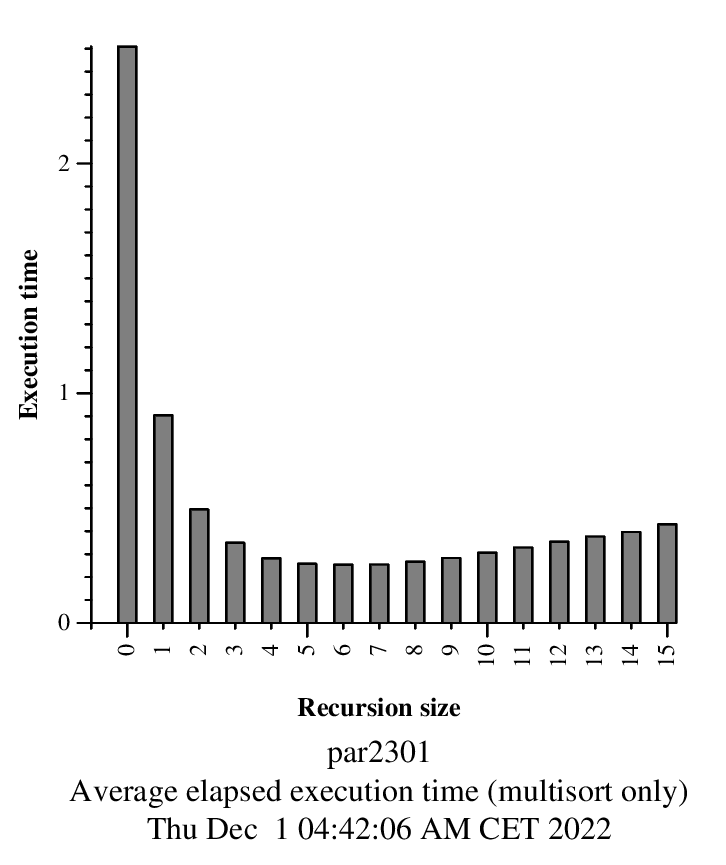 2
1
0
Execution time
0 1 2 3 4 5 6 7 8 9 10 11 12 13 14 15
Recursion size
par2301
Average elapsed execution time (multisort only)
Thu Dec  1 04:42:06 AM CET 2022